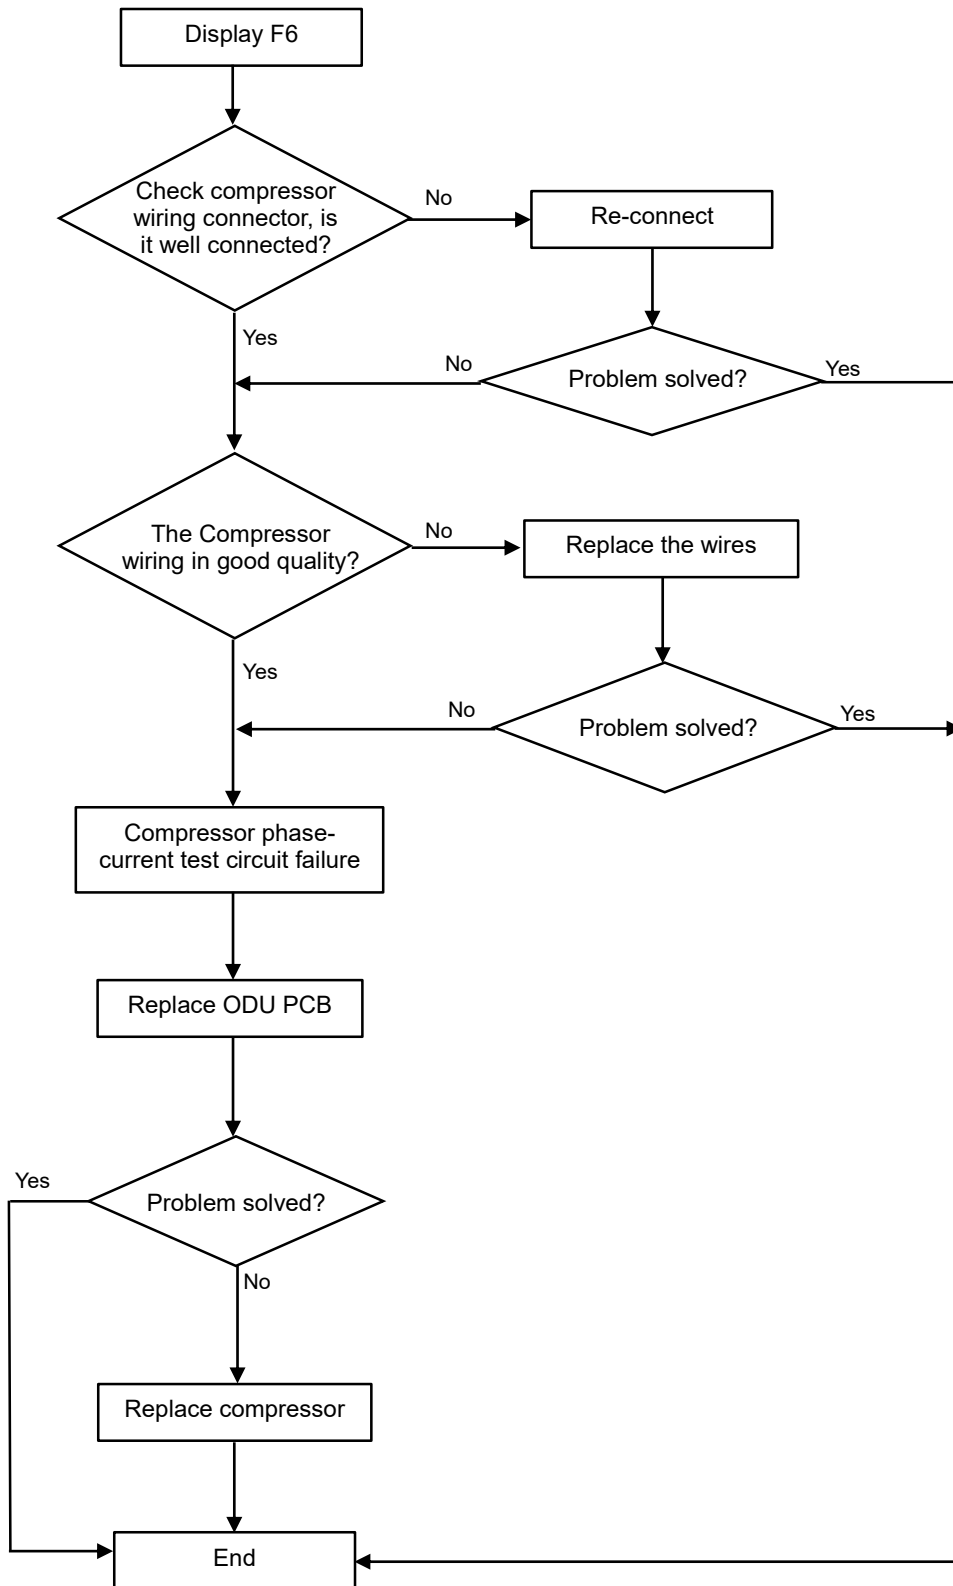 Display F6
Check compressor
wiring connector, is
it well connected?
No
Re-connect
Yes
No
Problem solved?
Yes
The Compressor
wiring in good quality?
No
Replace the wires
Yes
No
Problem solved?
Yes
Compressor phase-
current test circuit failure
Replace ODU PCB
Yes
Problem solved?
No
Replace compressor
End